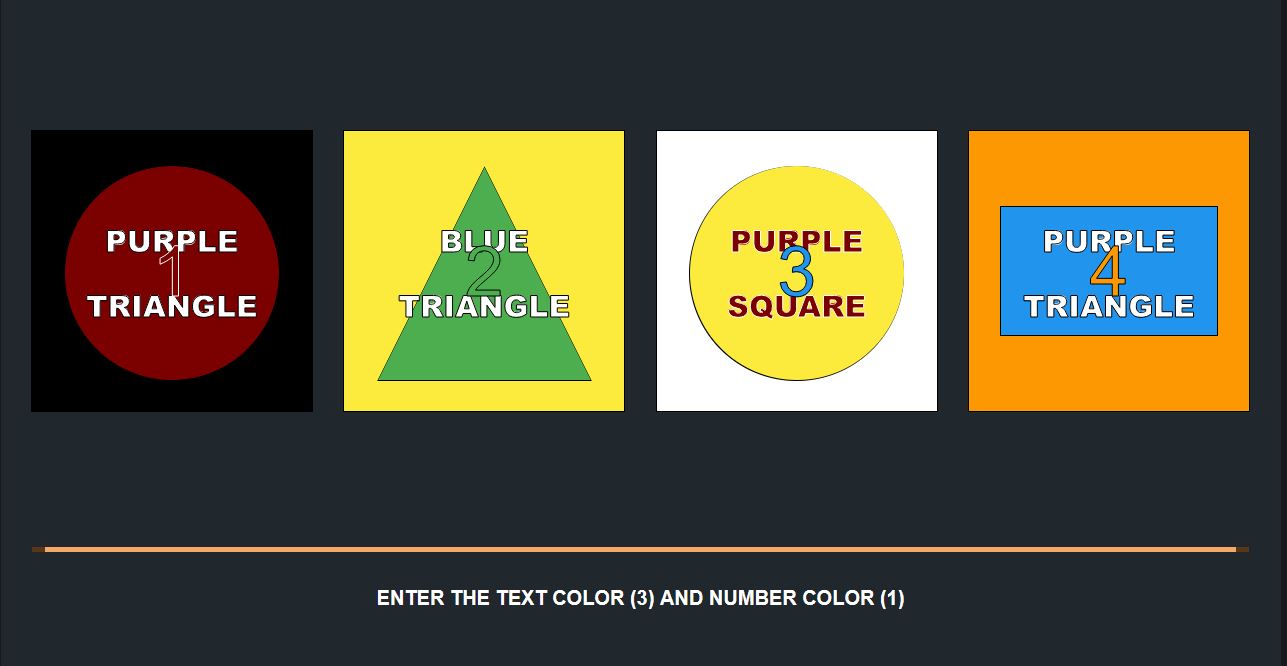 PURPLE
1
TRIANGLE
BLUE
2
TRIANGLE
PURPLE
3
SQUARE
PURPLE
4
TRIANGLE
ENTER THE TEXT COLOR (3) AND NUMBER COLOR (1)